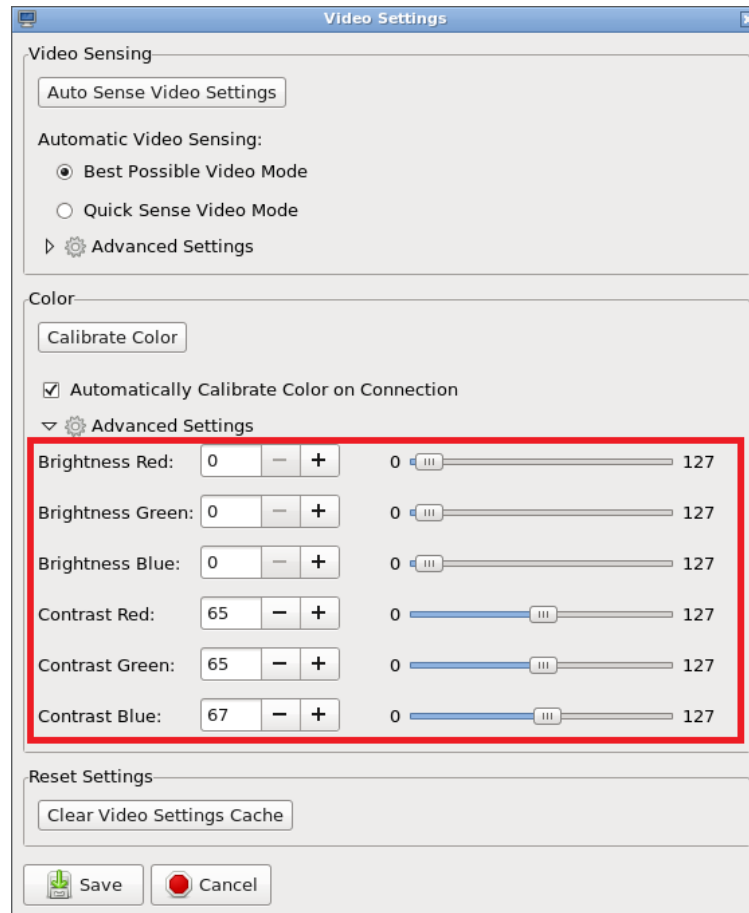 Video Settings
Video Sensing
Auto Sense Video Settings
Automatic Video Sensing:
Best Possible Video Mode
Quick Sense Video Mode
Advanced Settings
Color
Calibrate Color
Automatically Calibrate Color on Connection
Advanced Settings
Brightness Red: 0 − + 0 127
Brightness Green: 0 − + 0 127
Brightness Blue: 0 − + 0 127
Contrast Red: 65 − + 0 127
Contrast Green: 65 − + 0 127
Contrast Blue: 67 − + 0 127
Reset Settings
Clear Video Settings Cache
Save Cancel